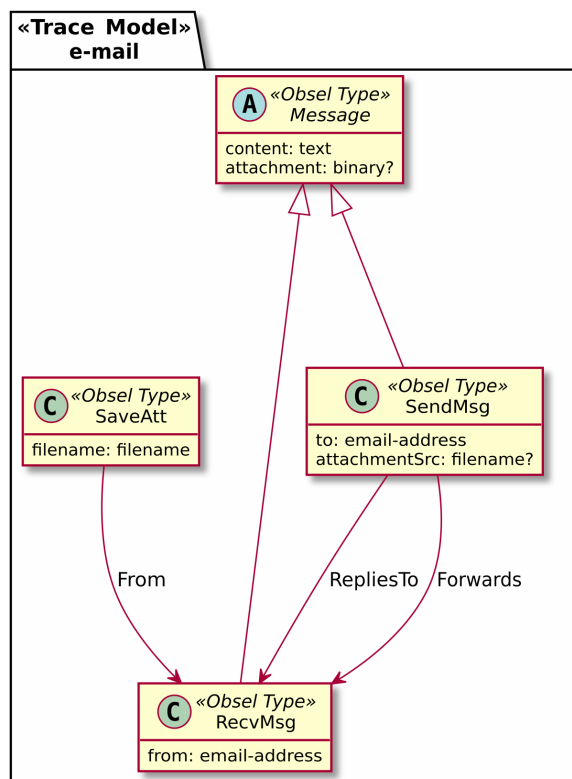 «Trace Model»
e-mail
A
«Obsel Type»
Message
content: text
attachment: binary?
C
«Obsel Type»
SaveAtt
filename: filename
C
«Obsel Type»
SendMsg
to: email-address
attachmentSrc: filename?
From
RepliesTo
Forwards
C
«Obsel Type»
RecvMsg
from: email-address